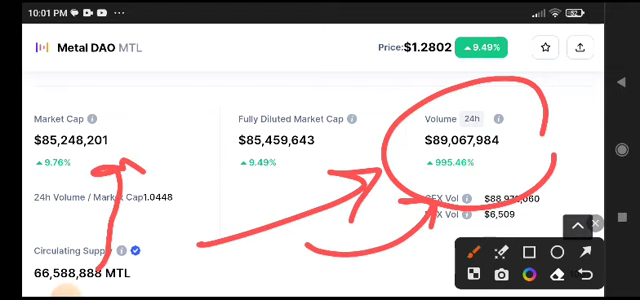 10:01 PM
82
Metal DAO MTL
Price: $1.2802 9.49%
Market Cap
Fully Diluted Market Cap
Volume 24h
$85,248,201
$85,459,643
$89,067,984
9.76%
9.49%
995.46%
24h Volume / Market Cap 1.0448
Vol
Vol $6,509
Circulating Supply
66,588,888 MTL